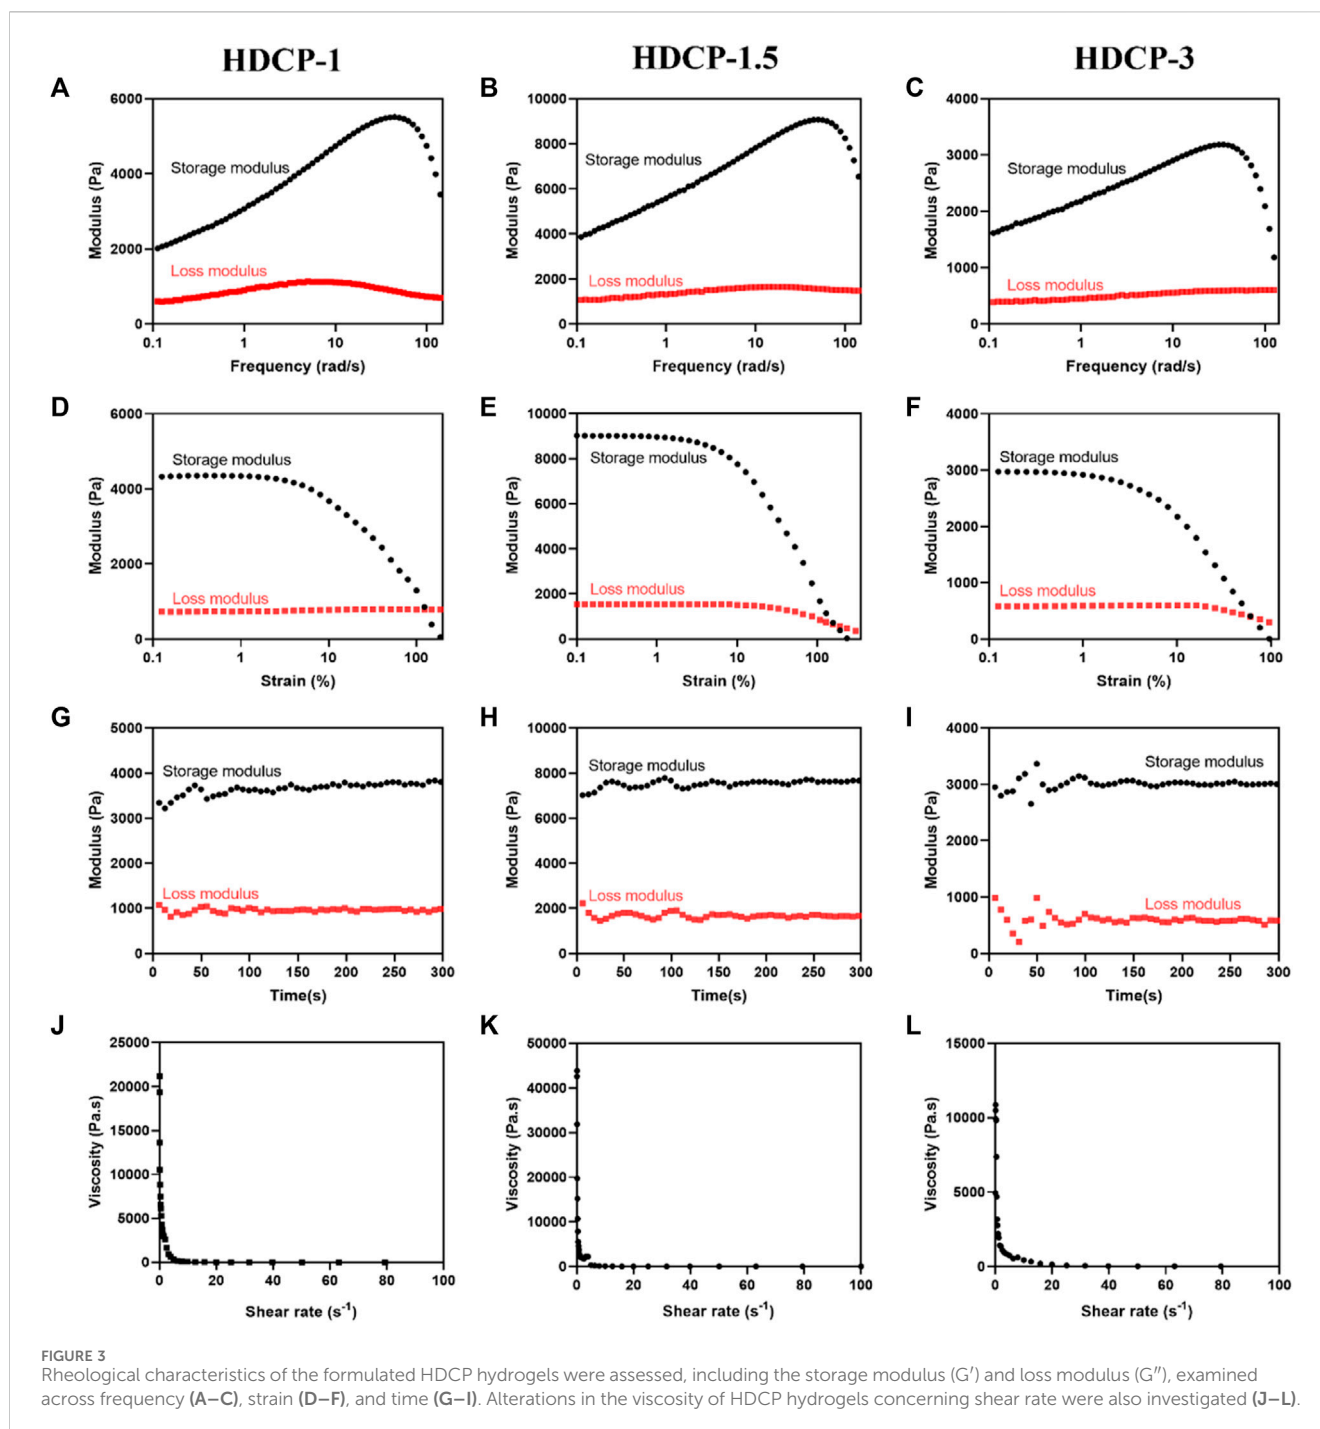 HDCP-1
HDCP-1.5
HDCP-3
A
6000
4000
2000
0
Modulus (Pa)
Storage modulus
Loss modulus
0.1
1
10
100
Frequency (rad/s)
B
10000
8000
6000
4000
2000
0
Modulus (Pa)
Storage modulus
Loss modulus
0.1
1
10
100
Frequency (rad/s)
C
4000
3000
2000
1000
0
Modulus (Pa)
Storage modulus
Loss modulus
0.1
1
10
100
Frequency (rad/s)
D
6000
4000
2000
0
Modulus (Pa)
Storage modulus
Loss modulus
0.1
1
10
100
Strain (%)
E
10000
8000
6000
4000
2000
0
Modulus (Pa)
Storage modulus
Loss modulus
0.1
1
10
100
Strain (%)
F
4000
3000
2000
1000
0
Modulus (Pa)
Storage modulus
Loss modulus
0.1
1
10
100
Strain (%)
G
5000
4000
3000
2000
1000
0
Modulus (Pa)
Storage modulus
Loss modulus
0
50
100
150
200
250
300
Time(s)
H
10000
8000
6000
4000
2000
0
Modulus (Pa)
Storage modulus
Loss modulus
0
50
100
150
200
250
300
Time(s)
I
4000
3000
2000
1000
0
Modulus (Pa)
Storage modulus
Loss modulus
0
50
100
150
200
250
300
Time(s)
J
25000
20000
15000
10000
5000
0
Viscosity (Pa.s)
0
20
40
60
80
100
Shear rate (s⁻¹)
K
50000
40000
30000
20000
10000
0
Viscosity (Pa.s)
0
20
40
60
80
100
Shear rate (s⁻¹)
L
15000
10000
5000
0
Viscosity (Pa.s)
0
20
40
60
80
100
Shear rate (s⁻¹)
FIGURE 3
Rheological characteristics of the formulated HDCP hydrogels were assessed, including the storage modulus (G′) and loss modulus (G″), examined
across frequency (A–C), strain (D–F), and time (G–I). Alterations in the viscosity of HDCP hydrogels concerning shear rate were also investigated (J–L).